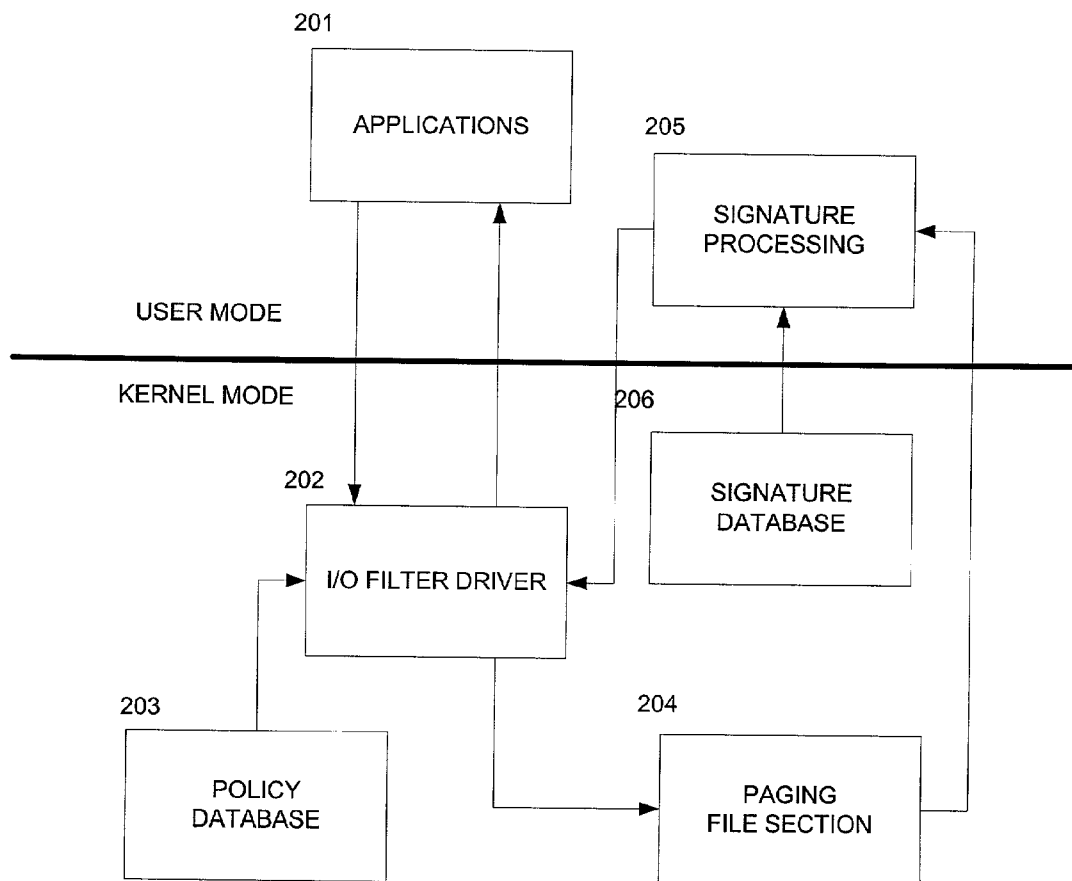 201
APPLICATIONS
205
SIGNATURE
PROCESSING
USER MODE
KERNEL MODE
206
202
SIGNATURE
DATABASE
I/O FILTER DRIVER
203
204
POLICY
DATABASE
PAGING
FILE SECTION